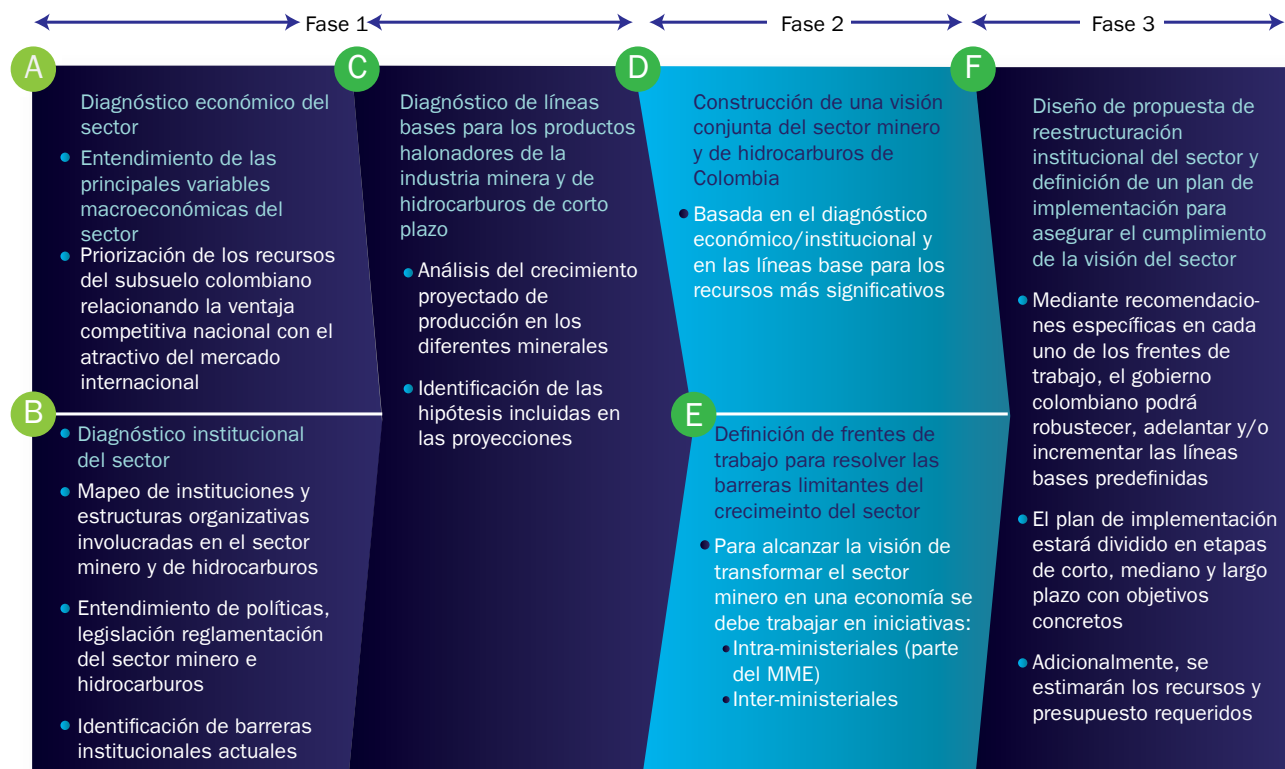 Fase 1
Fase 2
Fase 3
A
Diagnóstico económico del
sector
Entendimiento de las
principales variables
macroeconómicas del
sector
Priorización de los recursos
del subsuelo colombiano
relacionando la ventaja
competitiva nacional con el
atractivo del mercado
internacional
B
Diagnóstico institucional
del sector
Mapeo de instituciones y
estructuras organizativas
involucradas en el sector
minero y de hidrocarburos
Entendimiento de políticas,
legislación reglamentación
del sector minero e
hidrocarburos
Identificación de barreras
institucionales actuales
C
Diagnóstico de líneas
bases para los productos
halonadores de la
industria minera y de
hidrocarburos de corto
plazo
Análisis del crecimiento
proyectado de
producción en los
diferentes minerales
Identificación de las
hipótesis incluidas en
las proyecciones
D
Construcción de una visión
conjunta del sector minero
y de hidrocarburos de
Colombia
Basada en el diagnóstico
económico/institucional y
en las líneas base para los
recursos más significativos
E
Definición de frentes de
trabajo para resolver las
barreras limitantes del
crecimeinto del sector
Para alcanzar la visión de
transformar el sector
minero en una economía se
debe trabajar en iniciativas:
Intra-ministeriales (parte
del MME)
Inter-ministeriales
F
Diseño de propuesta de
reestructuración
institucional del sector y
definición de un plan de
implementación para
asegurar el cumplimiento
de la visión del sector
Mediante recomendacio-
nes específicas en cada
uno de los frentes de
trabajo, el gobierno
colombiano podrá
robustecer, adelantar y/o
incrementar las líneas
bases predefinidas
El plan de implementación
estará dividido en etapas
de corto, mediano y largo
plazo con objetivos
concretos
Adicionalmente, se
estimarán los recursos y
presupuesto requeridos